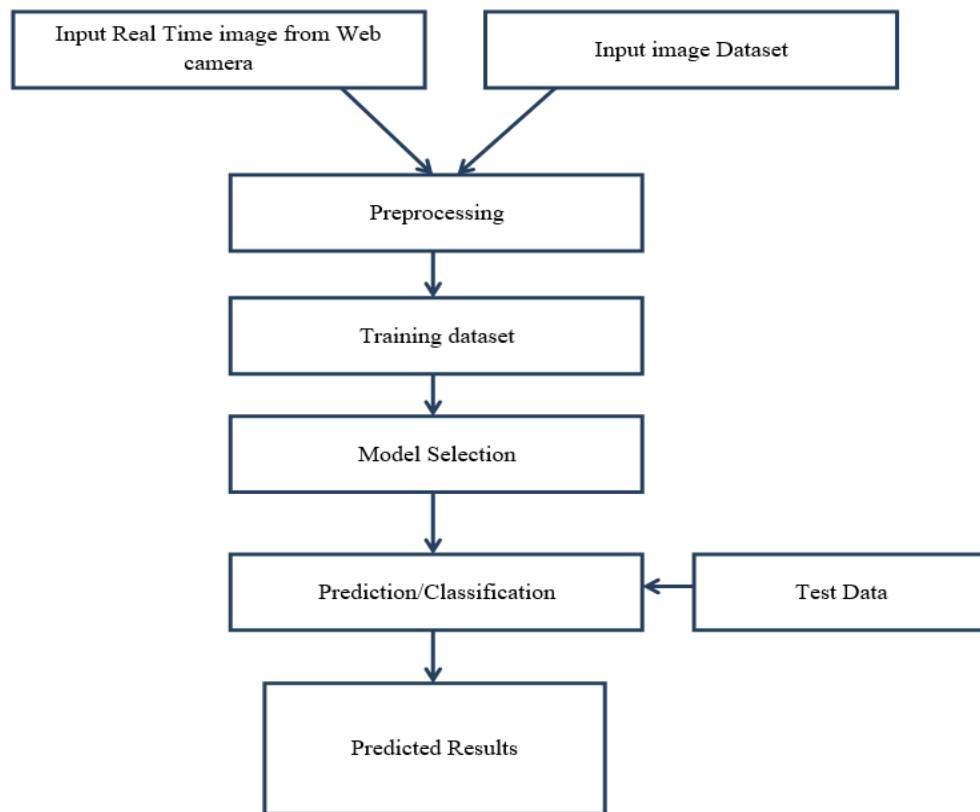 Input Real Time image from Web
camera
Input image Dataset
Preprocessing
Training dataset
Model Selection
Prediction/Classification
Test Data
Predicted Results